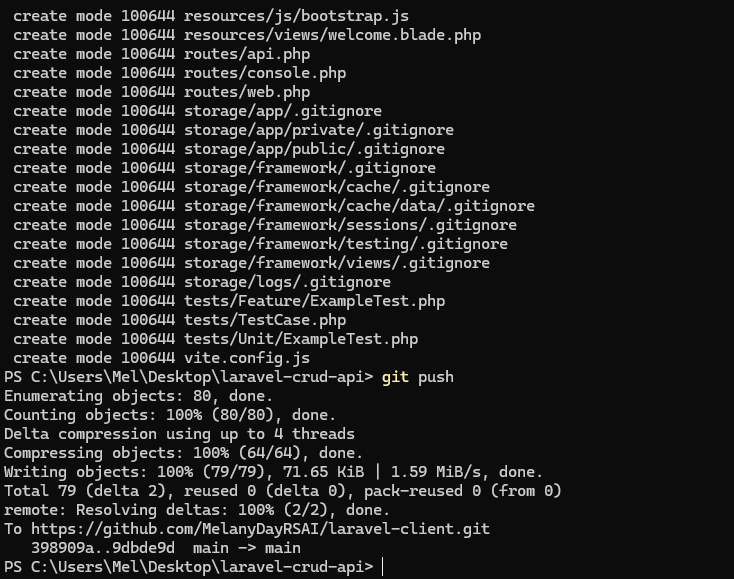 create mode 100644 resources/js/bootstrap.js
create mode 100644 resources/views/welcome.blade.php
create mode 100644 routes/api.php
create mode 100644 routes/console.php
create mode 100644 routes/web.php
create mode 100644 storage/app/.gitignore
create mode 100644 storage/app/private/.gitignore
create mode 100644 storage/app/public/.gitignore
create mode 100644 storage/framework/.gitignore
create mode 100644 storage/framework/cache/.gitignore
create mode 100644 storage/framework/cache/data/.gitignore
create mode 100644 storage/framework/sessions/.gitignore
create mode 100644 storage/framework/testing/.gitignore
create mode 100644 storage/framework/views/.gitignore
create mode 100644 storage/logs/.gitignore
create mode 100644 tests/Feature/ExampleTest.php
create mode 100644 tests/TestCase.php
create mode 100644 tests/Unit/ExampleTest.php
create mode 100644 vite.config.js
PS C:\Users\Mel\Desktop\laravel-crud-api> git push
Enumerating objects: 80, done.
Counting objects: 100% (80/80), done.
Delta compression using up to 4 threads
Compressing objects: 100% (64/64), done.
Writing objects: 100% (79/79), 71.65 KiB | 1.59 MiB/s, done.
Total 79 (delta 2), reused 0 (delta 0), pack-reused 0 (from 0)
remote: Resolving deltas: 100% (2/2), done.
To https://github.com/MelanyDayRSAI/laravel-client.git
   398909a..9dbde9d  main -> main
PS C:\Users\Mel\Desktop\laravel-crud-api>